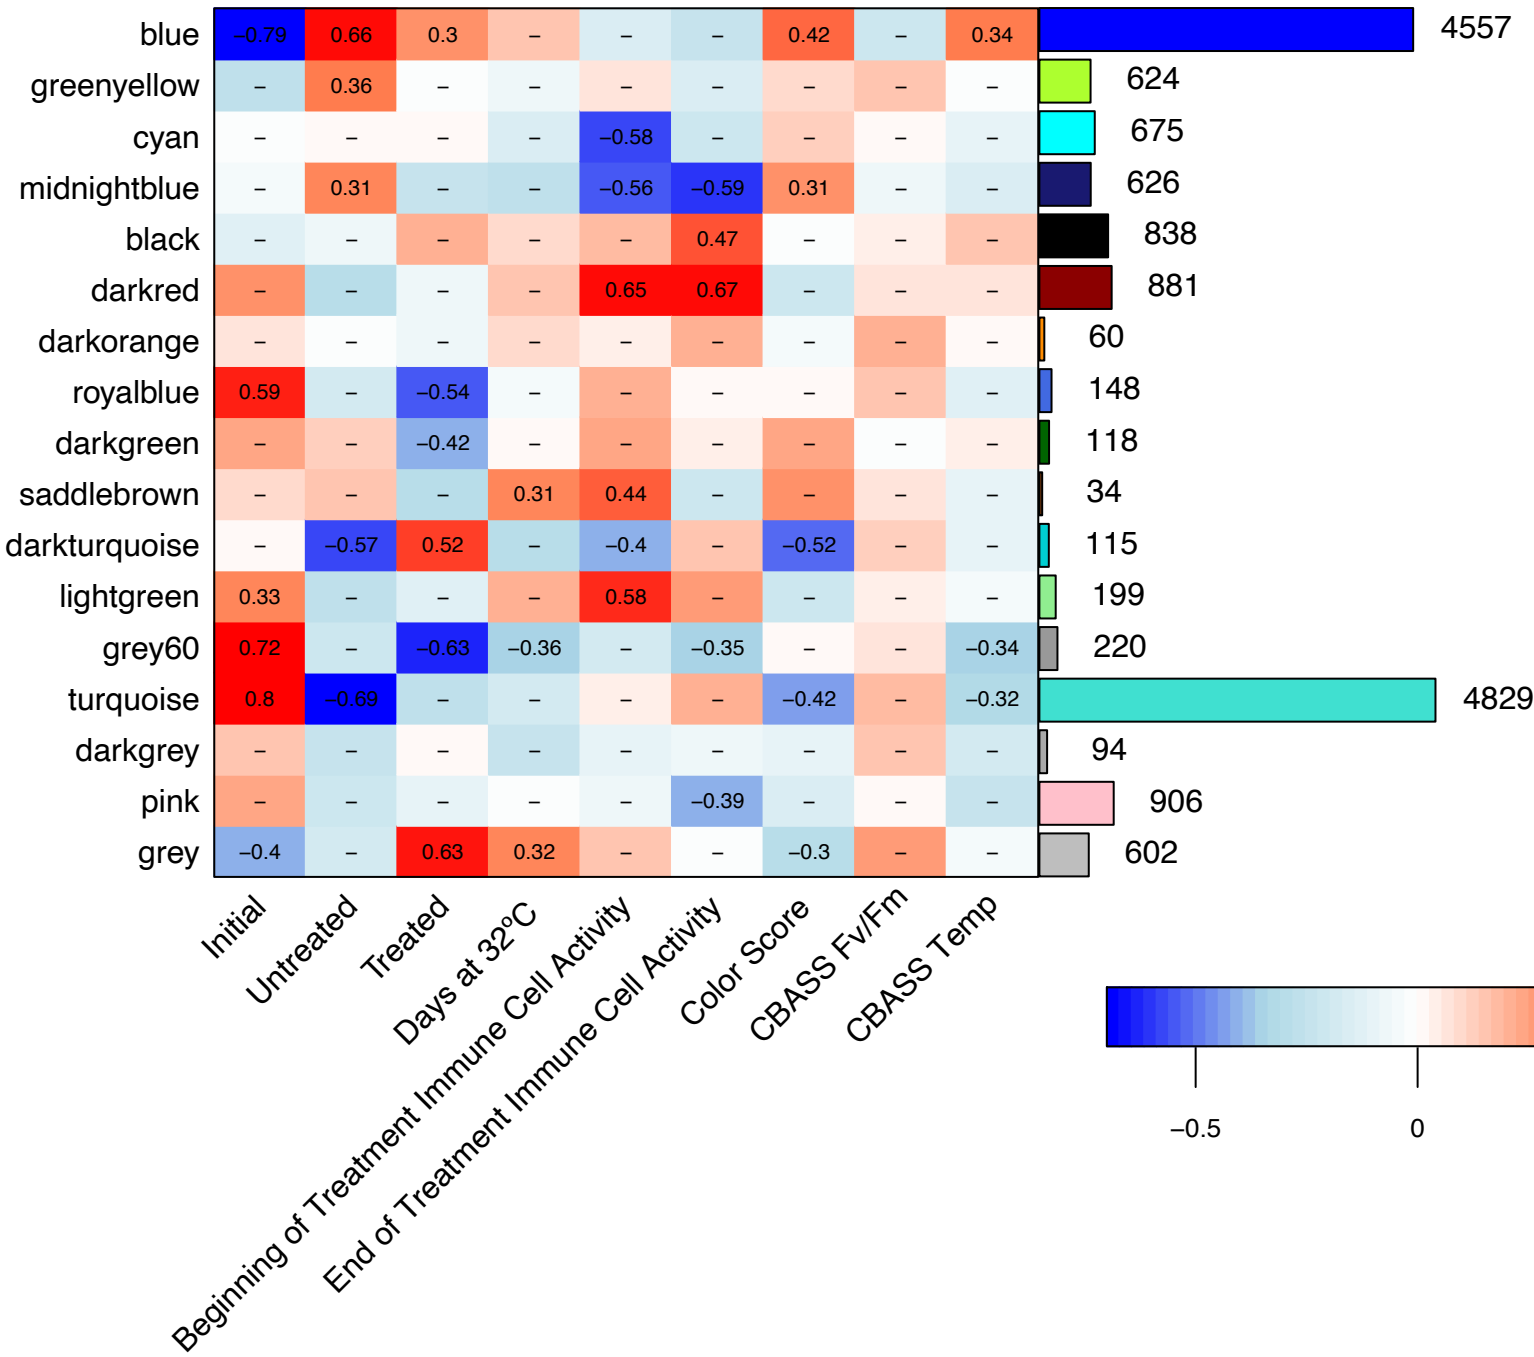 blue −0.79 0.66 0.3 – – – 0.42 – 0.34 4557
greenyellow – 0.36 – – – – – – – 624
cyan – – – – −0.58 – – – – 675
midnightblue – 0.31 – – −0.56 −0.59 0.31 – – 626
black – – – – – 0.47 – – – 838
darkred – – – – 0.65 0.67 – – – 881
darkorange – – – – – – – – – 60
royalblue 0.59 – −0.54 – – – – – – 148
darkgreen – – −0.42 – – – – – – 118
saddlebrown – – – 0.31 0.44 – – – – 34
darkturquoise – −0.57 0.52 – −0.4 – −0.52 – – 115
lightgreen 0.33 – – – 0.58 – – – – 199
grey60 0.72 – −0.63 −0.36 – −0.35 – – −0.34 220
turquoise 0.8 −0.69 – – – – −0.42 – −0.32 4829
darkgrey – – – – – – – – – 94
pink – – – – – −0.39 – – – 906
grey −0.4 – 0.63 0.32 – – −0.3 – – 602
Initial
Untreated
Treated
Days at 32ºC
Beginning of Treatment Immune Cell Activity
End of Treatment Immune Cell Activity
Color Score
CBASS Fv/Fm
CBASS Temp
−0.5 0